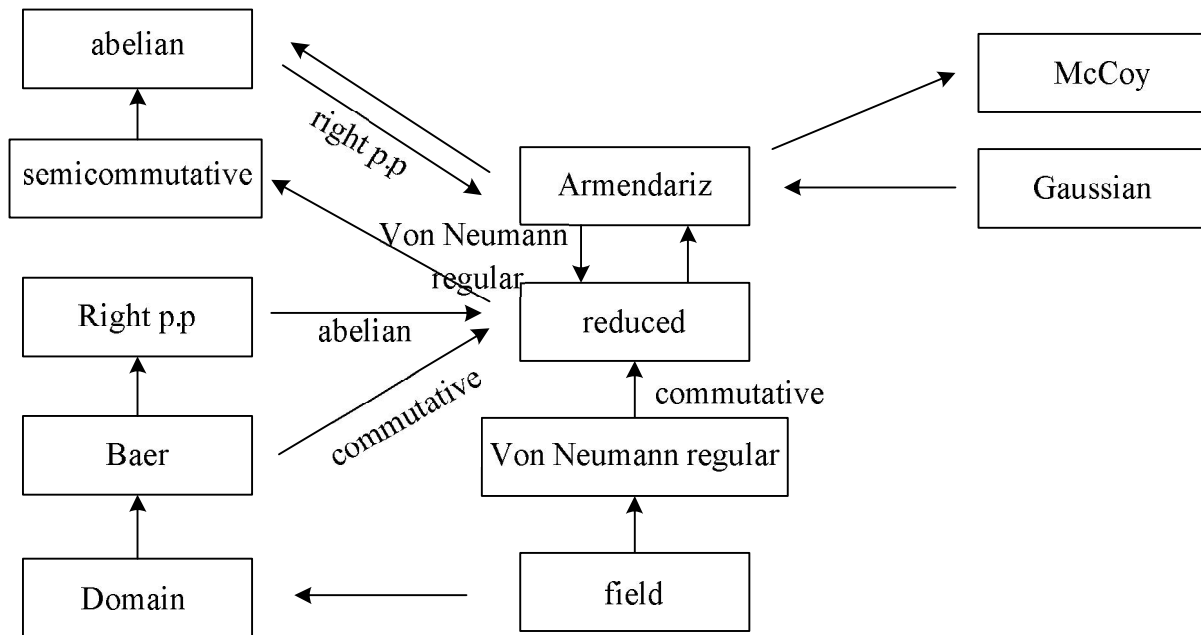 abelian
McCoy
right p.p
semicommutative
Armendariz
Gaussian
Von Neumann
regular
Right p.p
abelian
reduced
commutative
commutative
Baer
Von Neumann regular
Domain
field